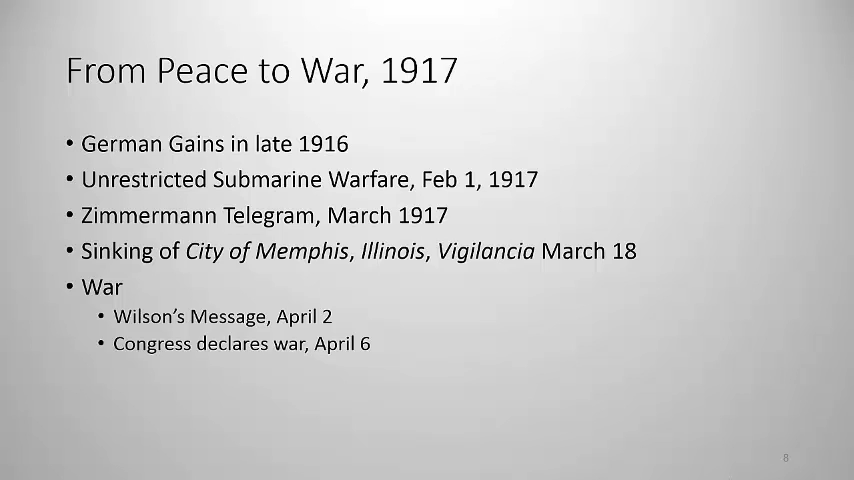 From Peace to War, 1917
• German Gains in late 1916
• Unrestricted Submarine Warfare, Feb 1, 1917
• Zimmermann Telegram, March 1917
• Sinking of City of Memphis, Illinois, Vigilancia March 18
• War
• Wilson's Message, April 2
• Congress declares war, April 6
8